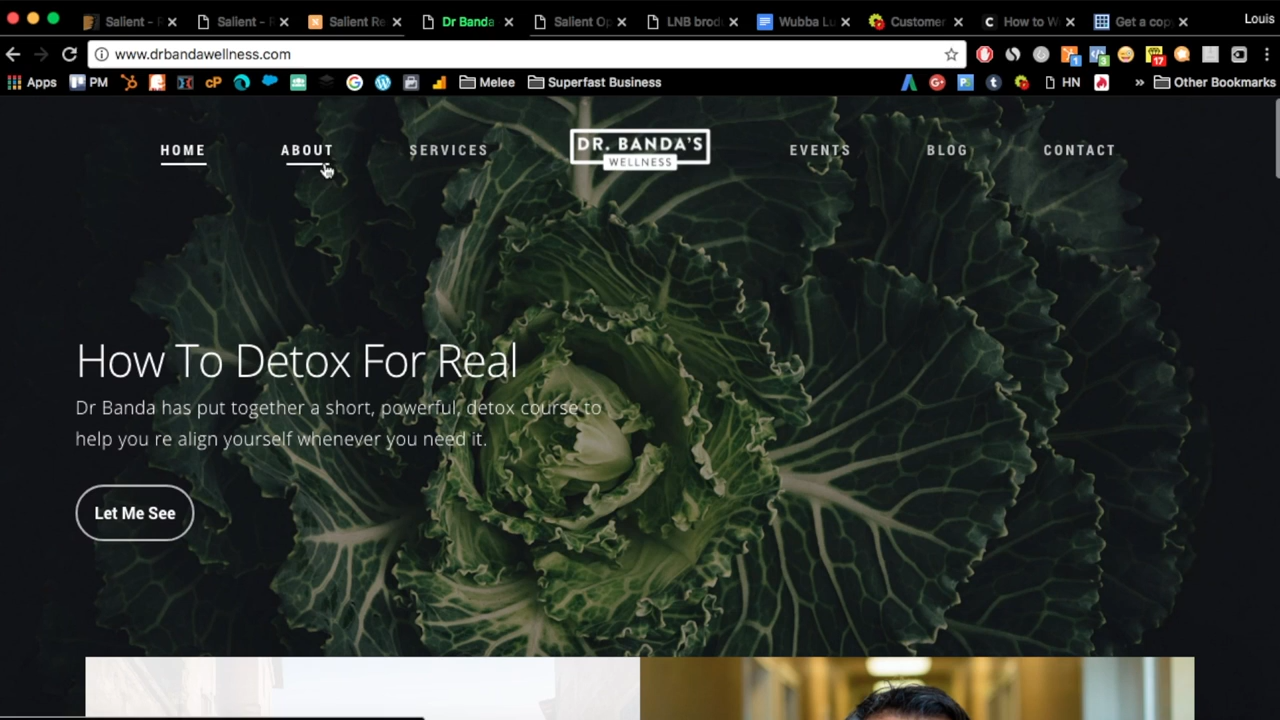 Salient - Salient - Salient Re Dr Banda Salient Op LNB brod Wubba Lu Customer How to W Get a cop Louis
www.drbandawellness.com
Apps PM cP Melee Superfast Business HN » Other Bookmarks
HOME ABOUT SERVICES DR. BANDA'S WELLNESS EVENTS BLOG CONTACT
How To Detox For Real
Dr Banda has put together a short, powerful, detox course to
help you re align yourself whenever you need it.
Let Me See